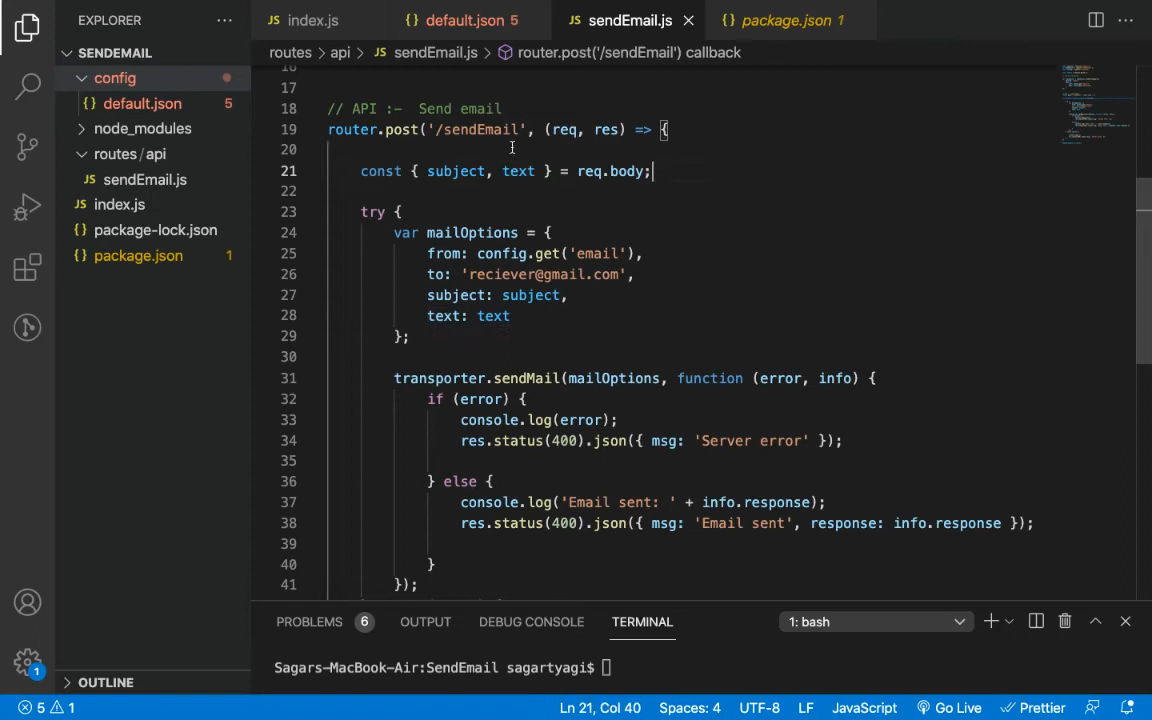 EXPLORER ···
JS index.js {} default.json 5 JS sendEmail.js × {} package.json 1 ···
SENDEMAIL
routes > api > JS sendEmail.js > router.post('/sendEmail') callback
config
{} default.json 5
node_modules
routes/api
JS sendEmail.js
JS index.js
{} package-lock.json
{} package.json 1
16
17
18 // API :-  Send email
19 router.post('/sendEmail', (req, res) => {
20
21 const { subject, text } = req.body;
22
23 try {
24 var mailOptions = {
25 from: config.get('email'),
26 to: 'reciever@gmail.com',
27 subject: subject,
28 text: text
29 };
30
31 transporter.sendMail(mailOptions, function (error, info) {
32 if (error) {
33 console.log(error);
34 res.status(400).json({ msg: 'Server error' });
35
36 } else {
37 console.log('Email sent: ' + info.response);
38 res.status(400).json({ msg: 'Email sent', response: info.response });
39
40 }
41 });
PROBLEMS 6 OUTPUT DEBUG CONSOLE TERMINAL 1: bash
Sagars-MacBook-Air:SendEmail sagartyagi$
1
OUTLINE
5 1 Ln 21, Col 40 Spaces: 4 UTF-8 LF JavaScript Go Live Prettier